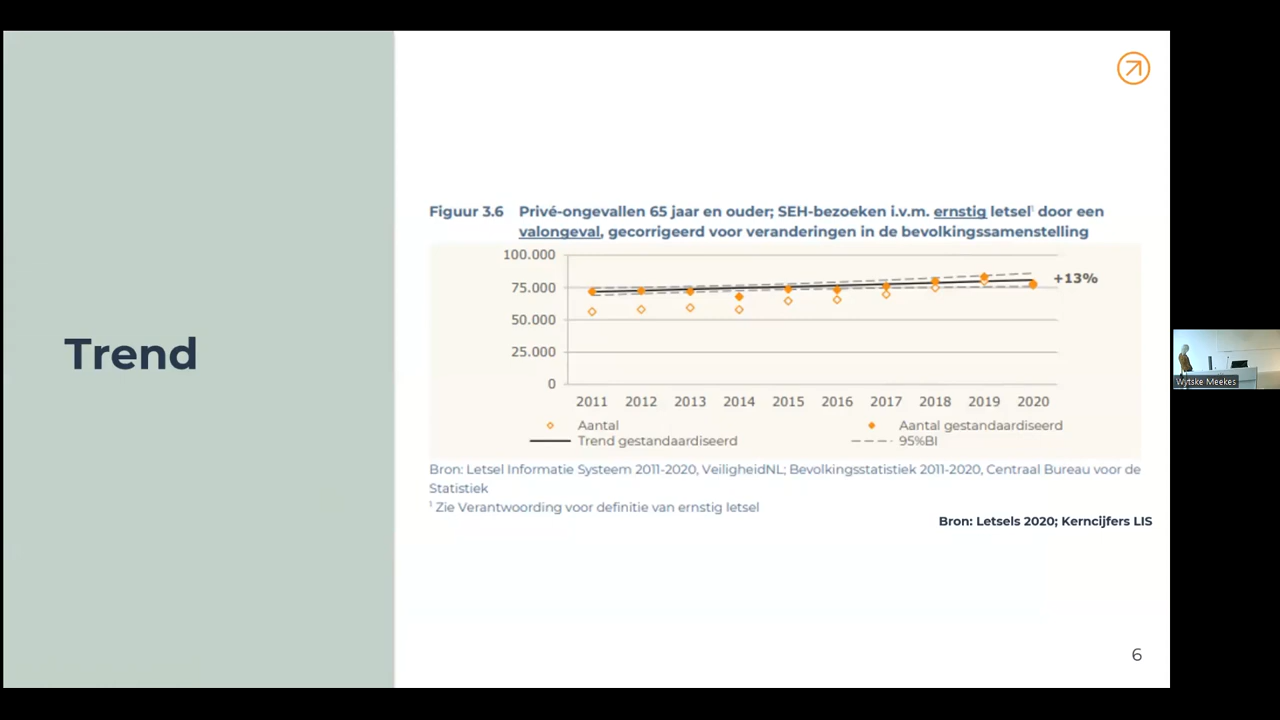 Trend
Figuur 3.6 Privé-ongevallen 65 jaar en ouder; SEH-bezoeken i.v.m. ernstig letsel¹ door een
valongeval, gecorrigeerd voor veranderingen in de bevolkingssamenstelling
100.000
75.000
50.000
25.000
0
+13%
2011 2012 2013 2014 2015 2016 2017 2018 2019 2020
Aantal Aantal gestandaardiseerd
Trend gestandaardiseerd 95%BI
Bron: Letsel Informatie Systeem 2011-2020, VeiligheidNL; Bevolkingsstatistiek 2011-2020, Centraal Bureau voor de
Statistiek
¹ Zie Verantwoording voor definitie van ernstig letsel
Bron: Letsels 2020; Kerncijfers LIS
6
Wytske Meekes